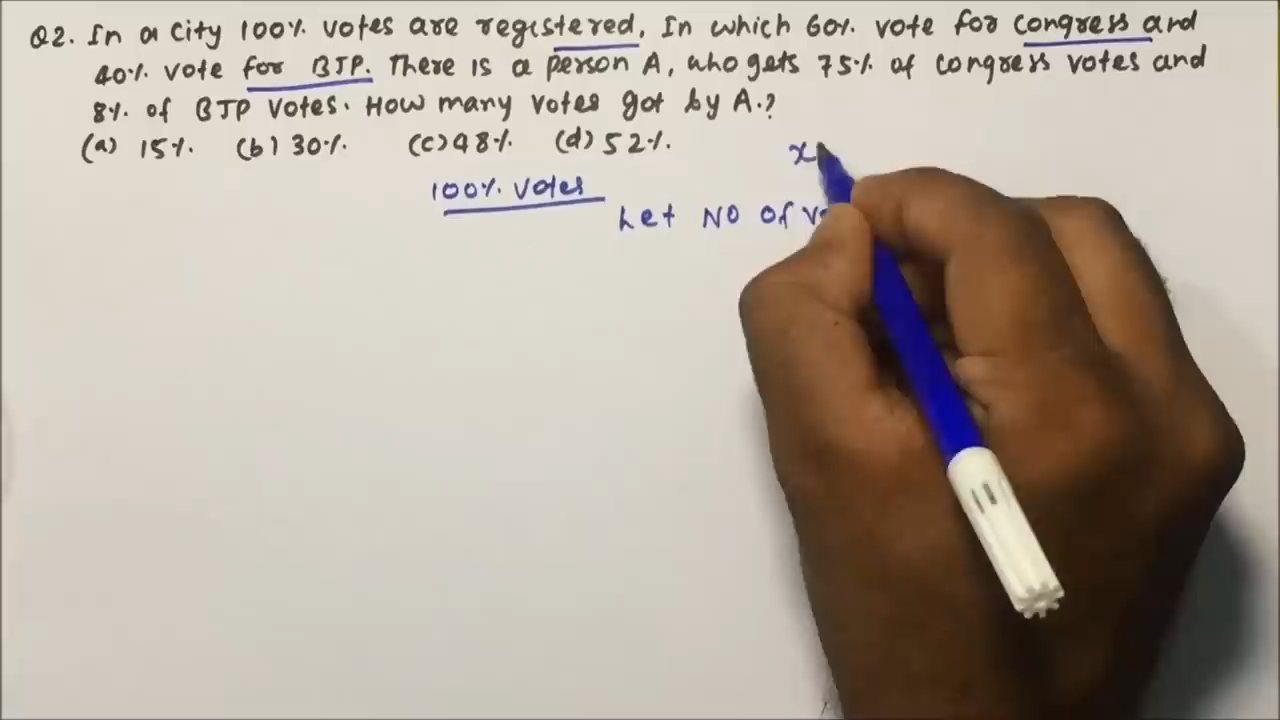 Q2. In a city 100% votes are registered. In which 60% vote for congress and
40% vote for BJP. There is a person A, who gets 75% of congress votes and
8% of BJP votes. How many votes got by A.?
(a) 15% (b) 30% (c) 48% (d) 52%.
x
100% votes
Let NO Of